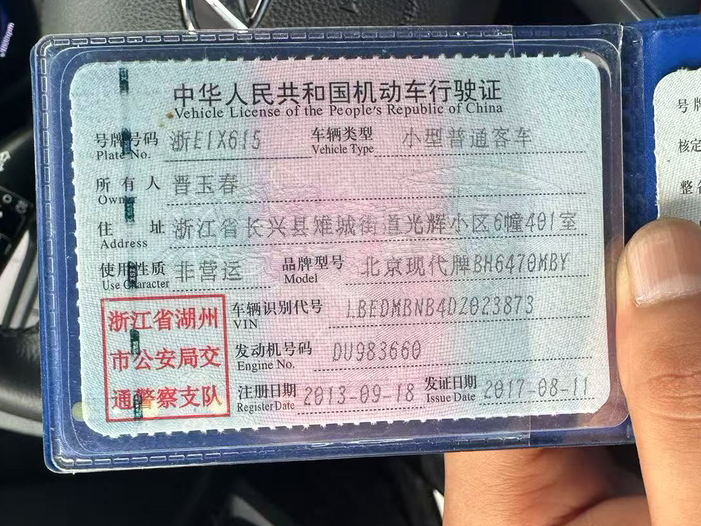 中华人民共和国机动车行驶证
Vehicle License of the People's Republic of China
号牌号码 浙E1X615 车辆类型 小型普通客车
Plate No. Vehicle Type
所有人 晋玉春
Owner
住址 浙江省长兴县雉城街道光辉小区6幢401室
Address
使用性质 非营运 品牌型号 北京现代牌BH6470MBY
Use Character Model
浙江省湖州
市公安局交
通警察支队
车辆识别代号 LBEDMBNB4DZ023873
VIN
发动机号码 DU983660
Engine No.
注册日期 2013-09-18 发证日期 2017-08-11
Register Date Issue Date
号牌
核定
整备